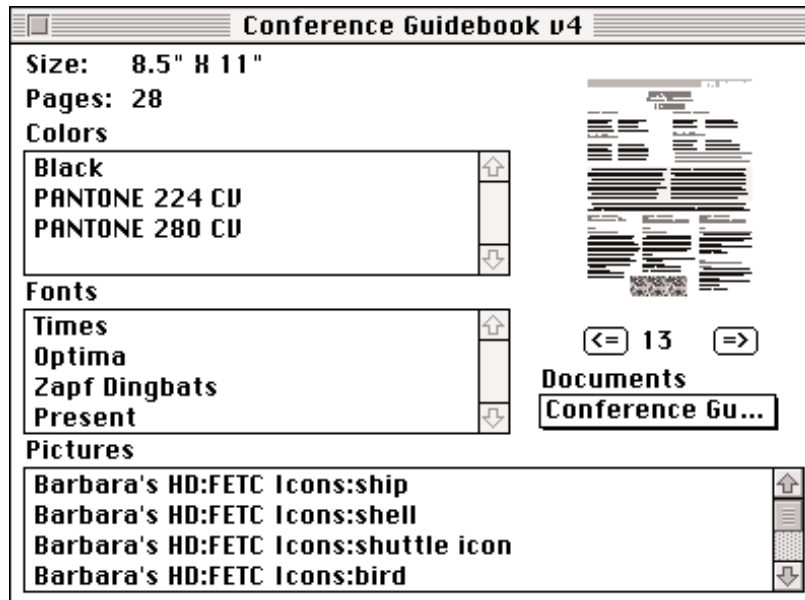 Conference Guidebook v4
Size: 8.5" X 11"
Pages: 28
Colors
Black
PANTONE 224 CV
PANTONE 280 CV
Fonts
Times
Optima
Zapf Dingbats
Present
<= 13 =>
Documents
Conference Gu...
Pictures
Barbara's HD:FETC Icons:ship
Barbara's HD:FETC Icons:shell
Barbara's HD:FETC Icons:shuttle icon
Barbara's HD:FETC Icons:bird